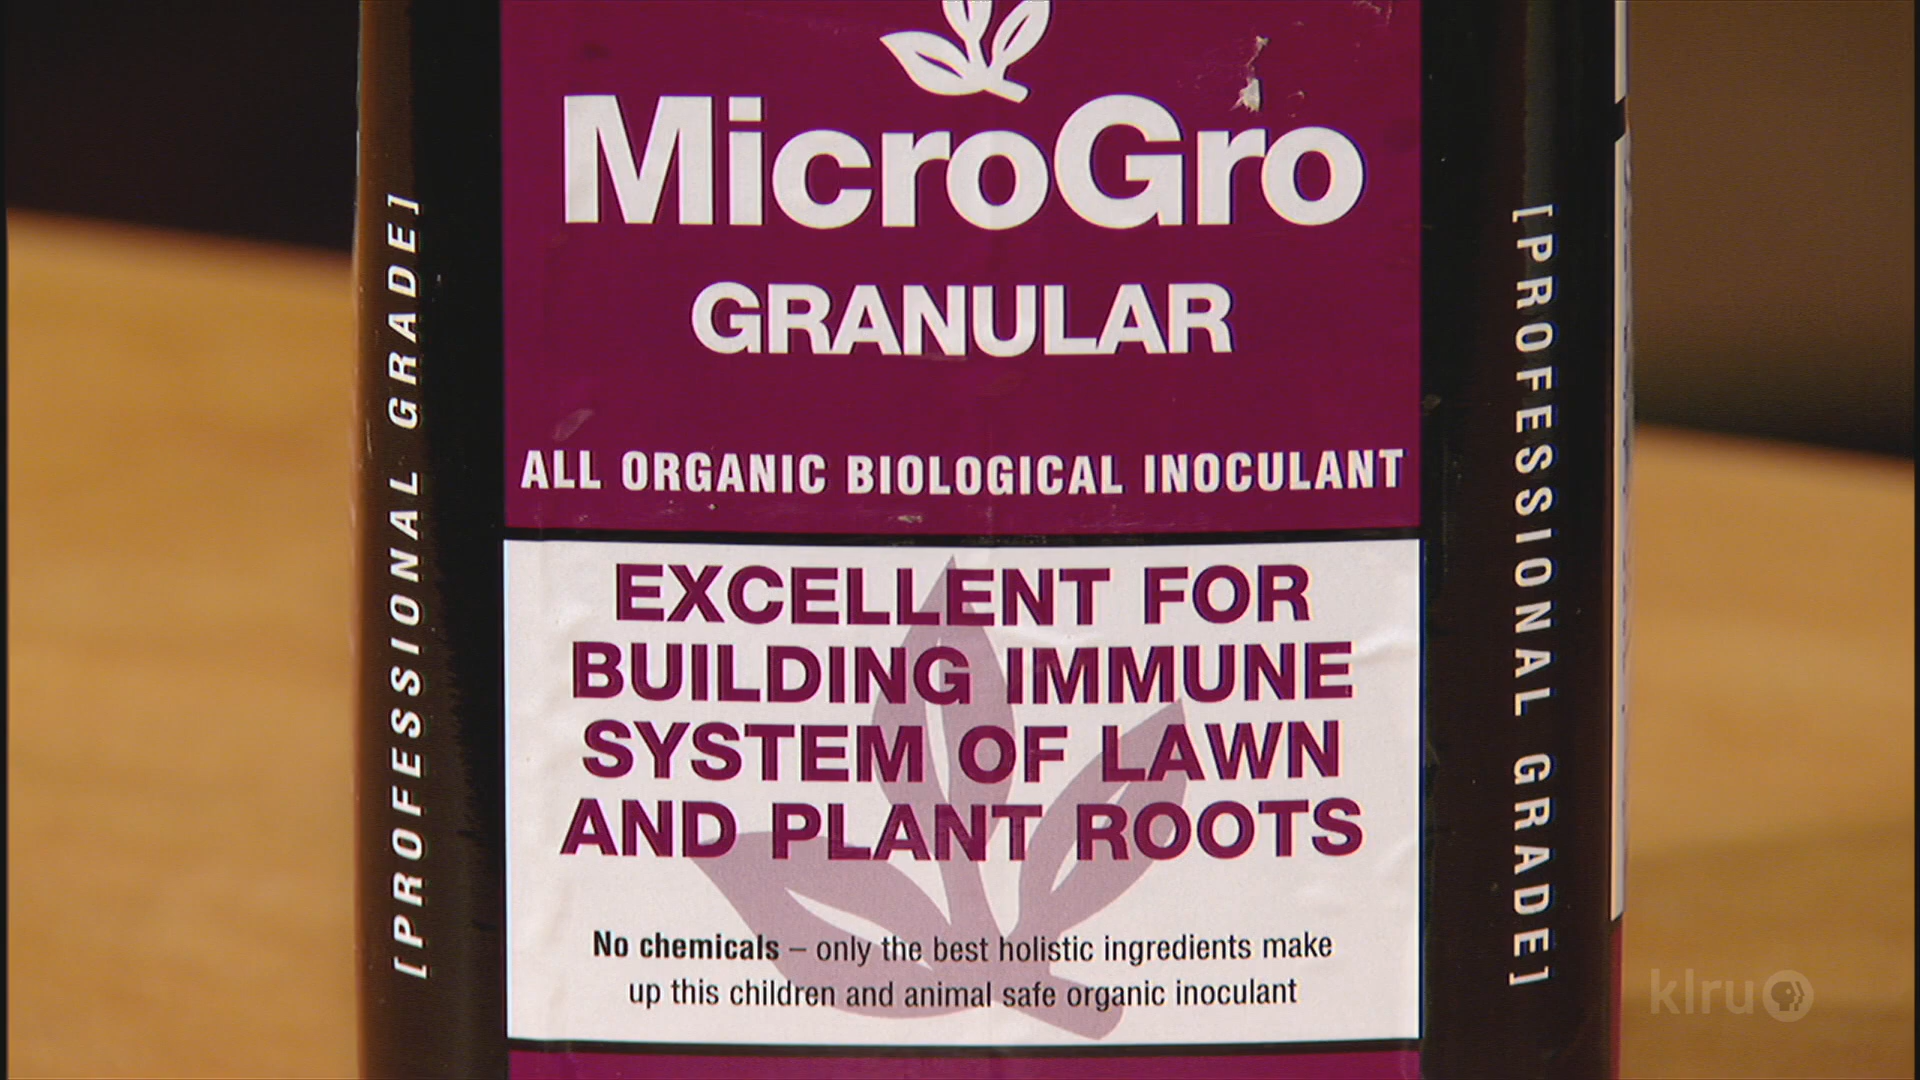 MicroGro
GRANULAR
ALL ORGANIC BIOLOGICAL INOCULANT
EXCELLENT FOR
BUILDING IMMUNE
SYSTEM OF LAWN
AND PLANT ROOTS
No chemicals – only the best holistic ingredients make
up this children and animal safe organic inoculant
[PROFESSIONAL GRADE]
[PROFESSIONAL GRADE]
klru